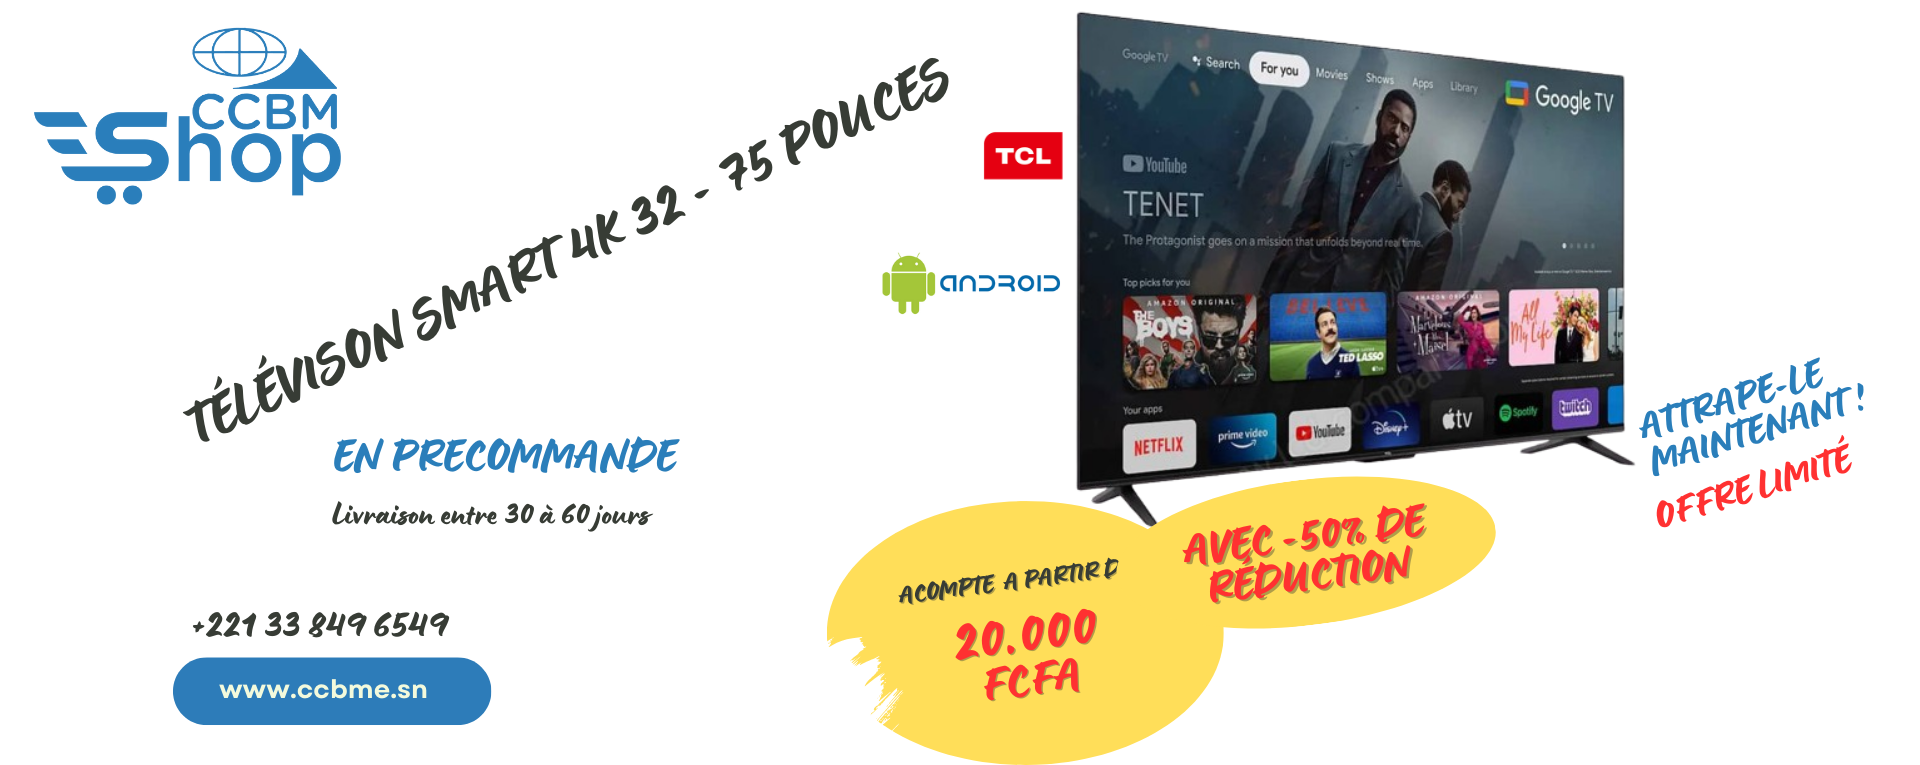 CCBM
Shop
TÉLÉVISON SMART 4K 32 - 75 POUCES
EN PRECOMMANDE
Livraison entre 30 à 60 jours
+221 33 849 6549
www.ccbme.sn
TCL
ANDROID
Google TV
Search
For you
Movies
Shows
Apps
Library
Google TV
YouTube
TENET
The Protagonist goes on a mission that unfolds beyond real time.
Top picks for you
AMAZON ORIGINAL
THE BOYS
TED LASSO
AMAZON ORIGINAL
Marvelous
Mrs
Maisel
All
My Life
Your apps
NETFLIX
prime video
YouTube
Disney+
tv
Spotify
twitch
ATTRAPE-LE
MAINTENANT !
OFFRE LIMITÉ
ACOMPTE A PARTIR D
20.000
FCFA
AVEC -50% DE
RÉDUCTION